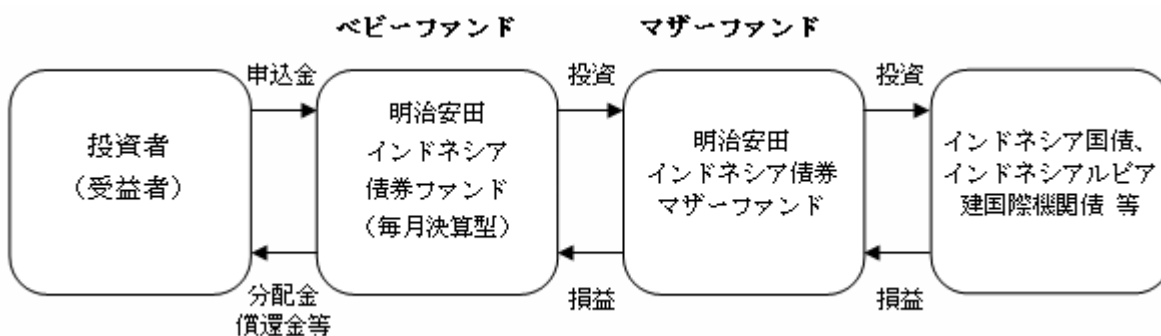 ベビーファンド
マザーファンド
申込金
投資
投資
投資者
（受益者）
明治安田
インドネシア
債券ファンド
（毎月決算型）
明治安田
インドネシア債券
マザーファンド
インドネシア国債、
インドネシアルピア
建国際機関債 等
分配金
償還金等
損益
損益